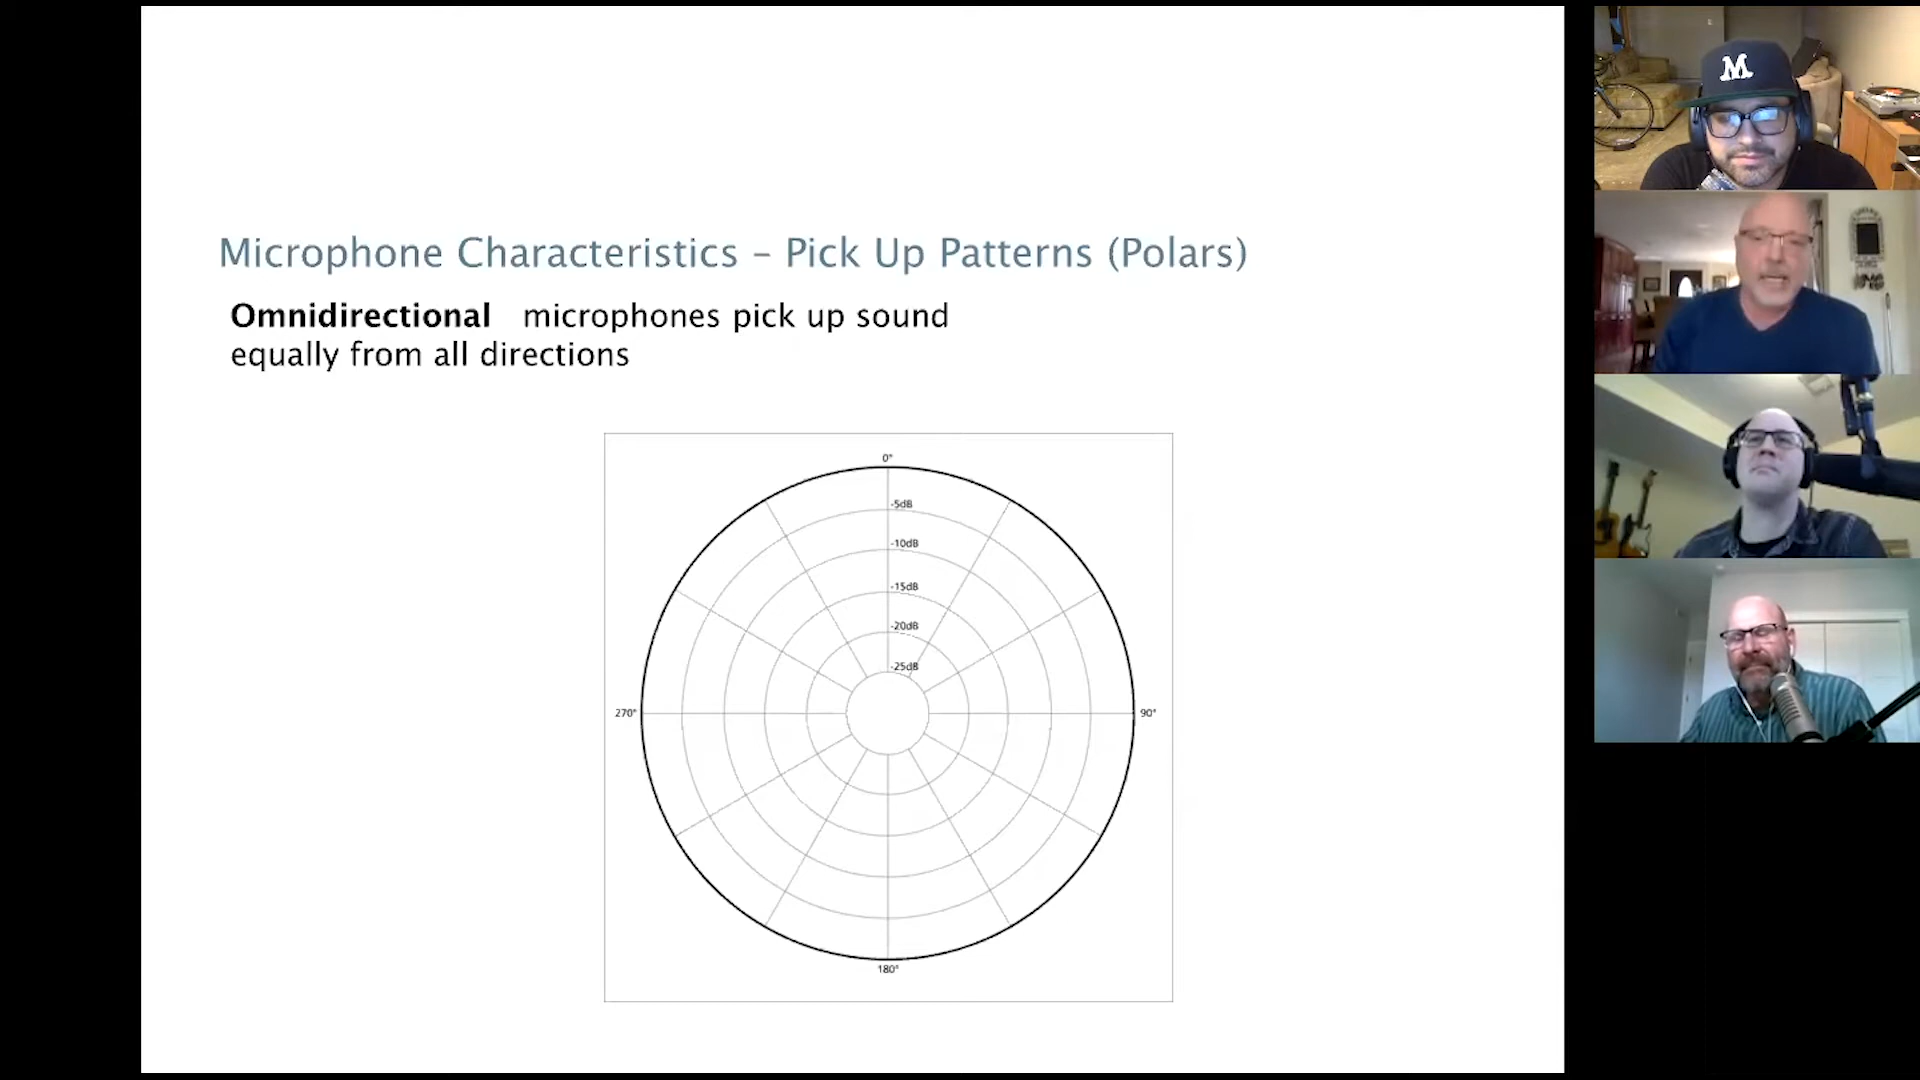 Microphone Characteristics – Pick Up Patterns (Polars)
Omnidirectional microphones pick up sound
equally from all directions
0°
-5dB
-10dB
-15dB
-20dB
-25dB
270°
90°
180°
M